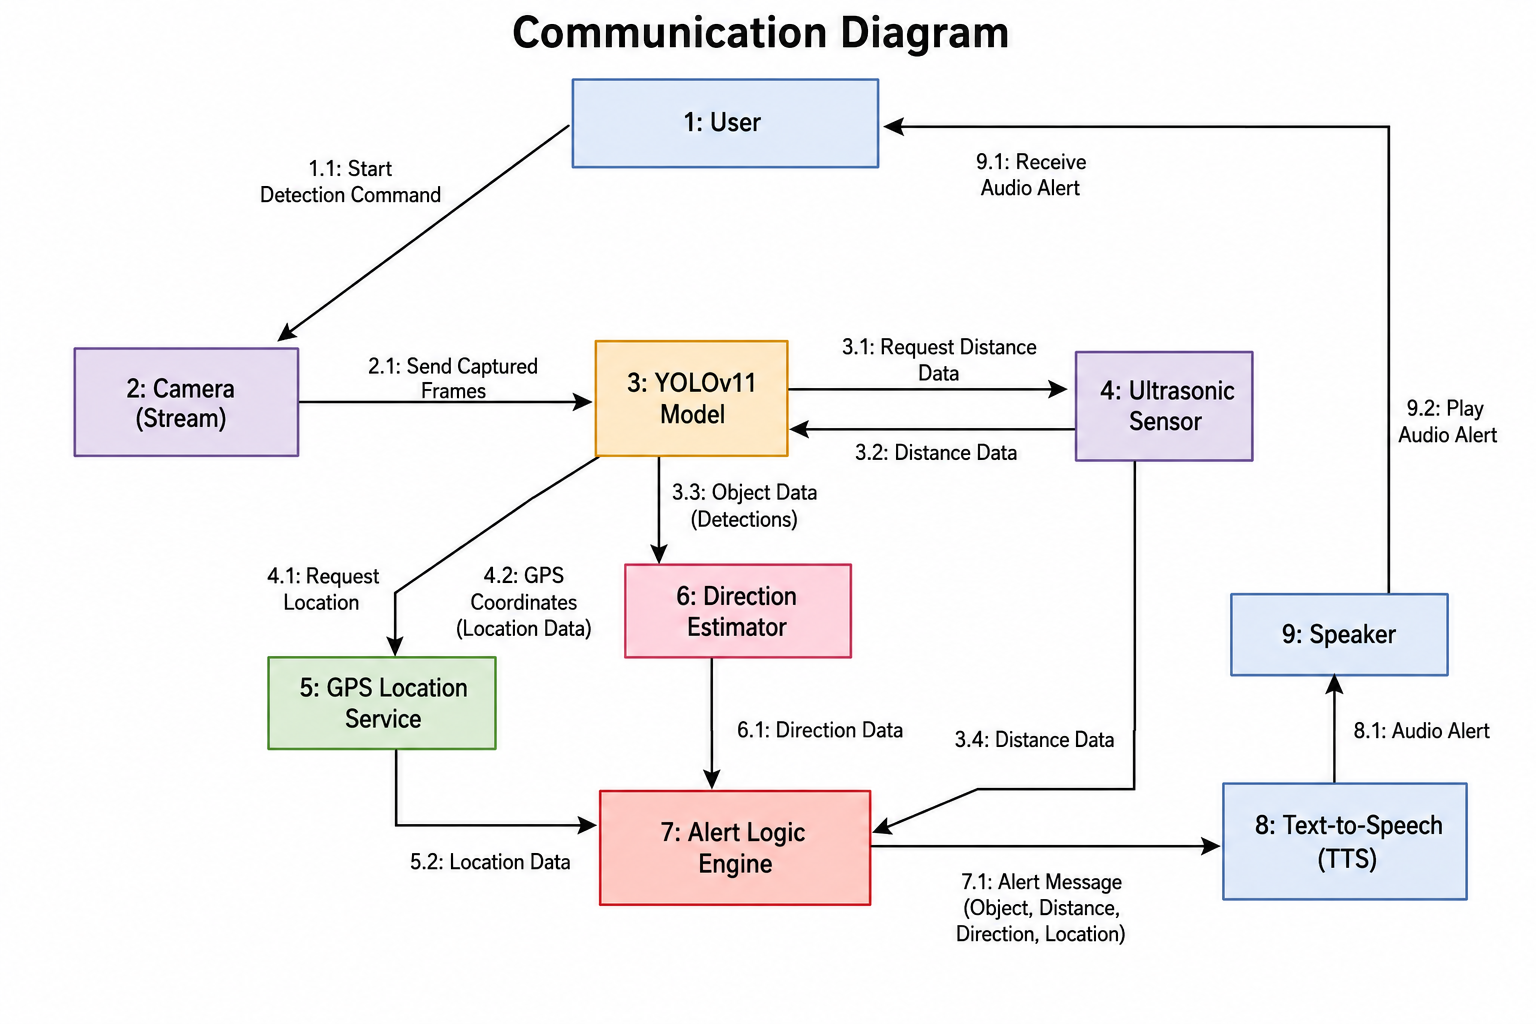 Communication Diagram
1: User
1.1: Start
Detection Command
9.1: Receive
Audio Alert
2: Camera
(Stream)
2.1: Send Captured
Frames
3: YOLOv11
Model
3.1: Request Distance
Data
3.2: Distance Data
4: Ultrasonic
Sensor
9.2: Play
Audio Alert
3.3: Object Data
(Detections)
4.1: Request
Location
4.2: GPS
Coordinates
(Location Data)
6: Direction
Estimator
9: Speaker
5: GPS Location
Service
6.1: Direction Data
3.4: Distance Data
8.1: Audio Alert
5.2: Location Data
7: Alert Logic
Engine
7.1: Alert Message
(Object, Distance,
Direction, Location)
8: Text-to-Speech
(TTS)